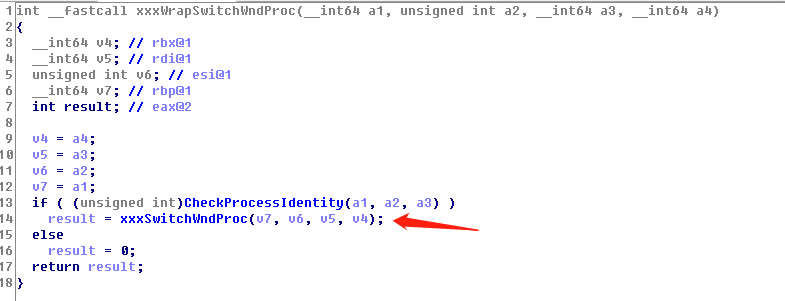 1 int __fastcall xxxWrapSwitchWndProc(__int64 a1, unsigned int a2, __int64 a3, __int64 a4)
2 {
3 __int64 v4; // rbx@1
4 __int64 v5; // rdi@1
5 unsigned int v6; // esi@1
6 __int64 v7; // rbp@1
7 int result; // eax@2
8
9 v4 = a4;
10 v5 = a3;
11 v6 = a2;
12 v7 = a1;
13 if ( (unsigned int)CheckProcessIdentity(a1, a2, a3) )
14 result = xxxSwitchWndProc(v7, v6, v5, v4);
15 else
16 result = 0;
17 return result;
18 }